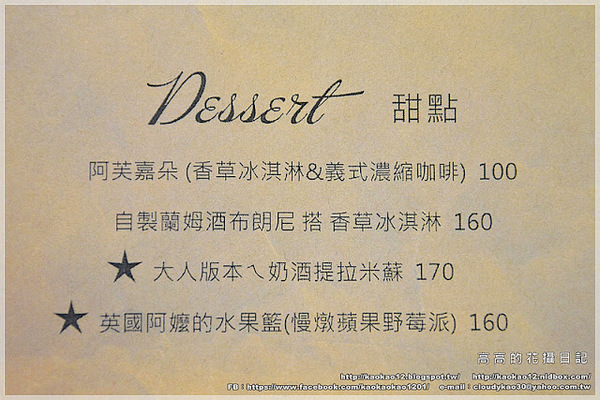 Dessert 甜點
阿芙嘉朵 (香草冰淇淋&義式濃縮咖啡) 100
自製蘭姆酒布朗尼 搭 香草冰淇淋 160
★ 大人版本ㄟ奶酒提拉米蘇 170
★ 英國阿嬤的水果籃(慢燉蘋果野莓派) 160
高高的花攝日記
http://kaokao12.blogspot.tw/ http://kaokao12.nidbox.com/
FB：https://www.facebook.com/kaokaokao1201/ e-mail：cloudykao30@yahoo.com.tw